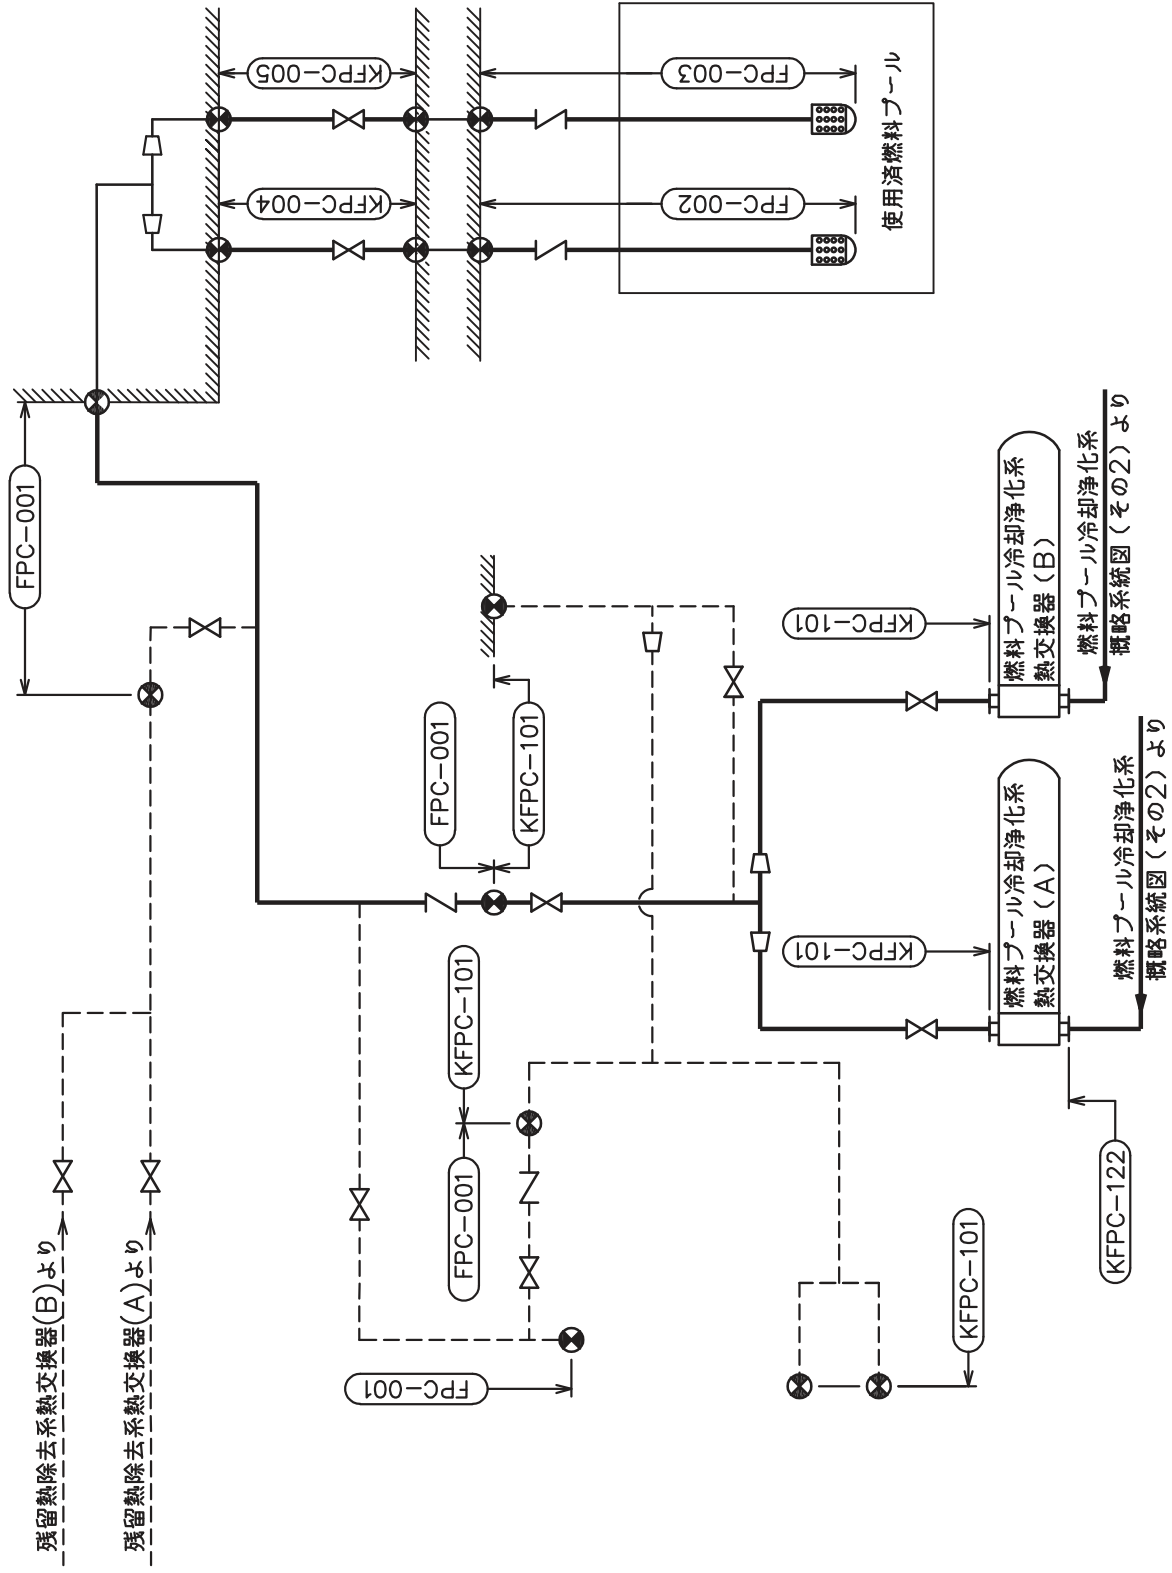 FPC-001
KFPC-005
KFPC-004
FPC-003
FPC-002
使用済燃料プール
FPC-001
KFPC-101
KFPC-101
FPC-001
KFPC-101
KFPC-101
燃料プール冷却浄化系
熱交換器(B)
燃料プール冷却浄化系
概略系統図(その2)より
燃料プール冷却浄化系
熱交換器(A)
燃料プール冷却浄化系
概略系統図(その2)より
残留熱除去系熱交換器(B)より
残留熱除去系熱交換器(A)より
FPC-001
KFPC-101
KFPC-122